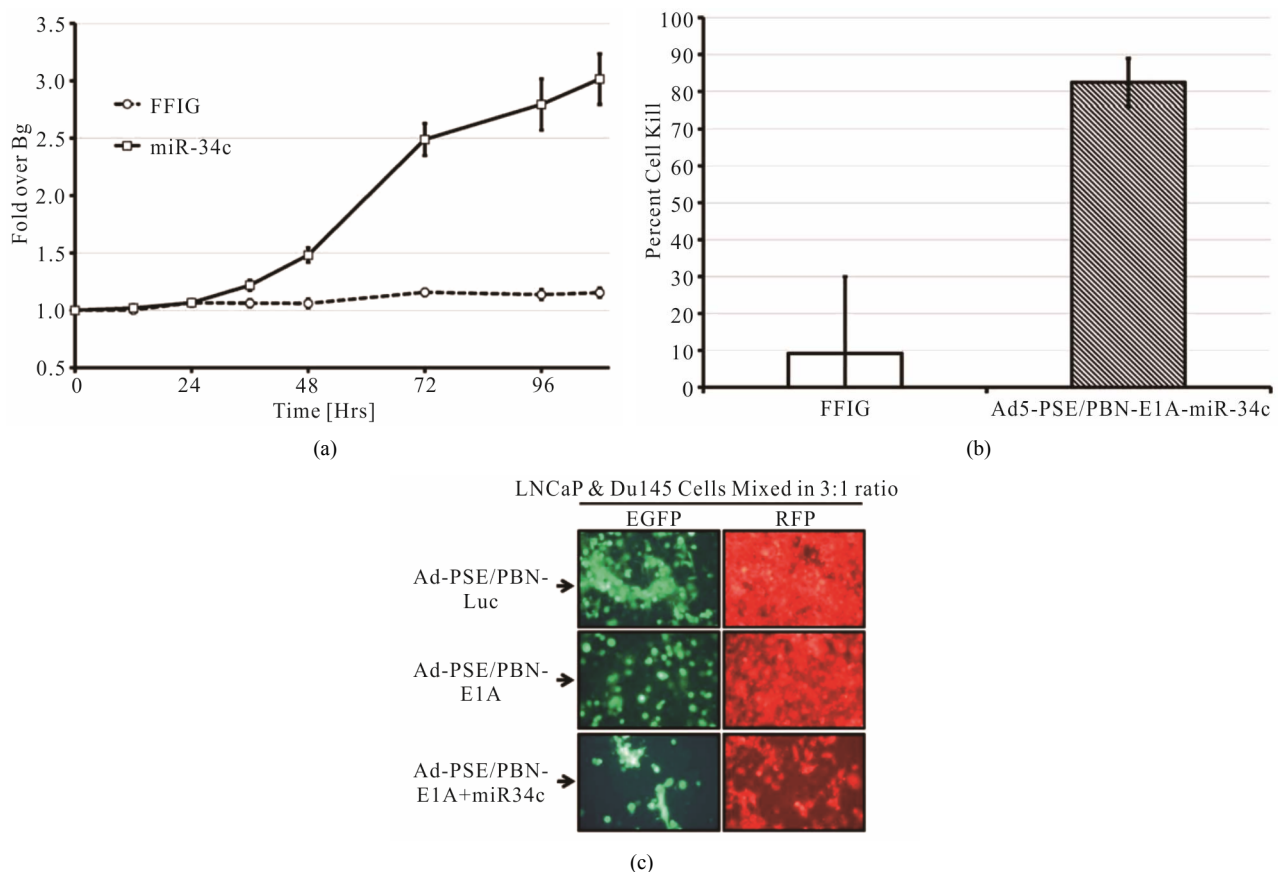 3.5
3.0
2.5
2.0
1.5
1.0
0.5
Fold over Bg
FFIG
miR-34c
0
24
48
72
96
Time [Hrs]
(a)
100
90
80
70
60
50
40
30
20
10
0
Percent Cell Kill
FFIG
Ad5-PSE/PBN-E1A-miR-34c
(b)
LNCaP & Du145 Cells Mixed in 3:1 ratio
EGFP
RFP
Ad-PSE/PBN-
Luc
Ad-PSE/PBN-
E1A
Ad-PSE/PBN-
E1A+miR34c
(c)